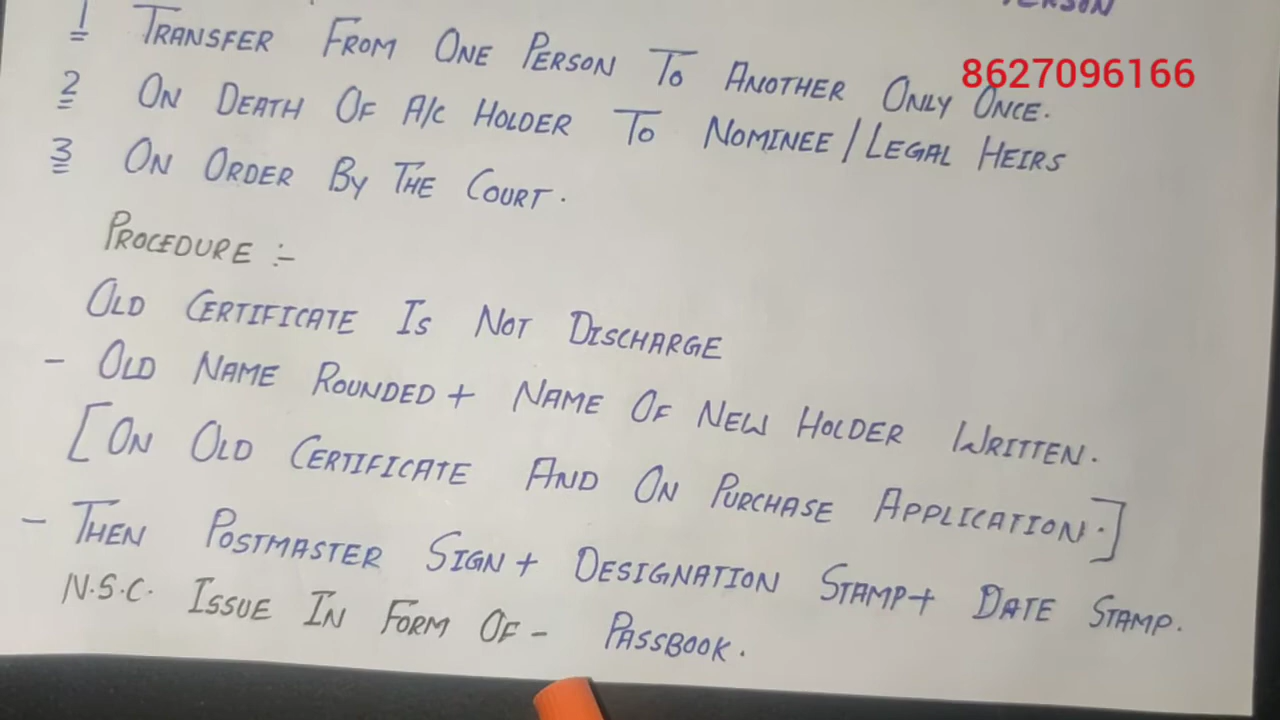 PERSON
1 TRANSFER FROM ONE PERSON TO ANOTHER ONLY ONCE.
8627096166
2 ON DEATH OF A/C HOLDER TO NOMINEE/LEGAL HEIRS
3 ON ORDER BY THE COURT.
PROCEDURE :-
OLD CERTIFICATE IS NOT DISCHARGE
- OLD NAME ROUNDED + NAME OF NEW HOLDER WRITTEN.
[ON OLD CERTIFICATE AND ON PURCHASE APPLICATION.]
- THEN POSTMASTER SIGN + DESIGNATION STAMP + DATE STAMP.
N.S.C. ISSUE IN FORM OF - PASSBOOK.